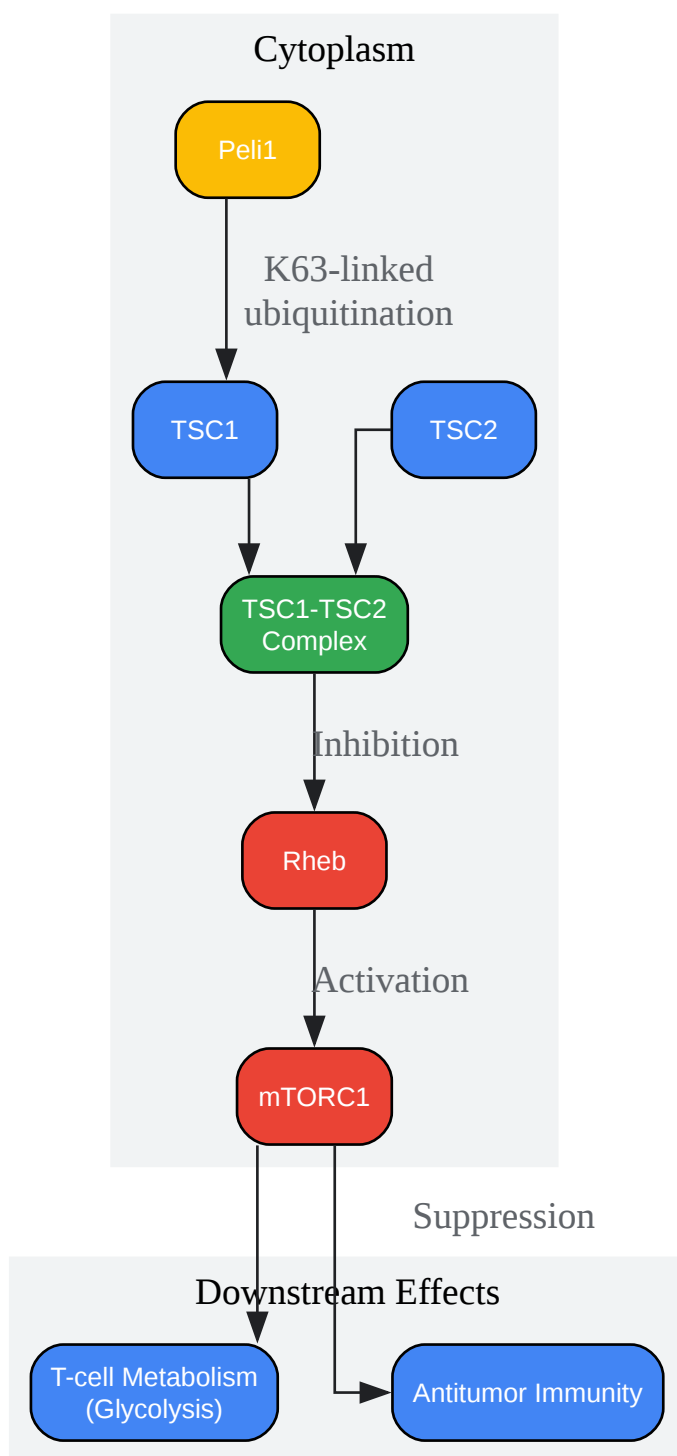 Cytoplasm
Peli1
K63-linked
ubiquitination
TSC1
TSC2
TSC1-TSC2
Complex
Inhibition
Rheb
Activation
mTORC1
Suppression
Downstream Effects
T-cell Metabolism
(Glycolysis)
Antitumor Immunity